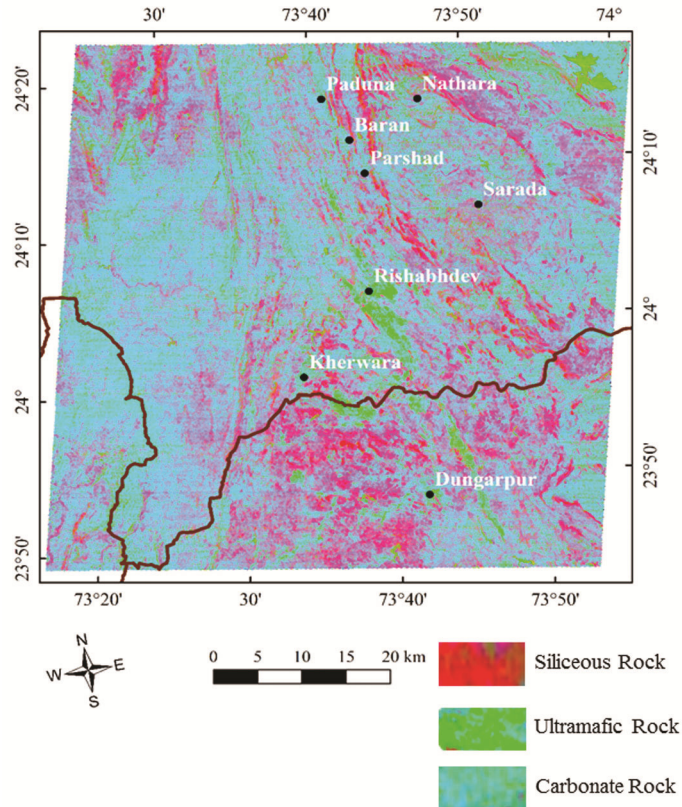 30' 73°40' 73°50' 74°
24°20' 24°10' 24° 23°50'
24°10' 24° 23°50'
Paduna
Nathara
Baran
Parshad
Sarada
Rishabhdev
Kherwara
Dungarpur
73°20' 30' 73°40' 73°50'
N
W E
S
0 5 10 15 20 km
Siliceous Rock
Ultramafic Rock
Carbonate Rock